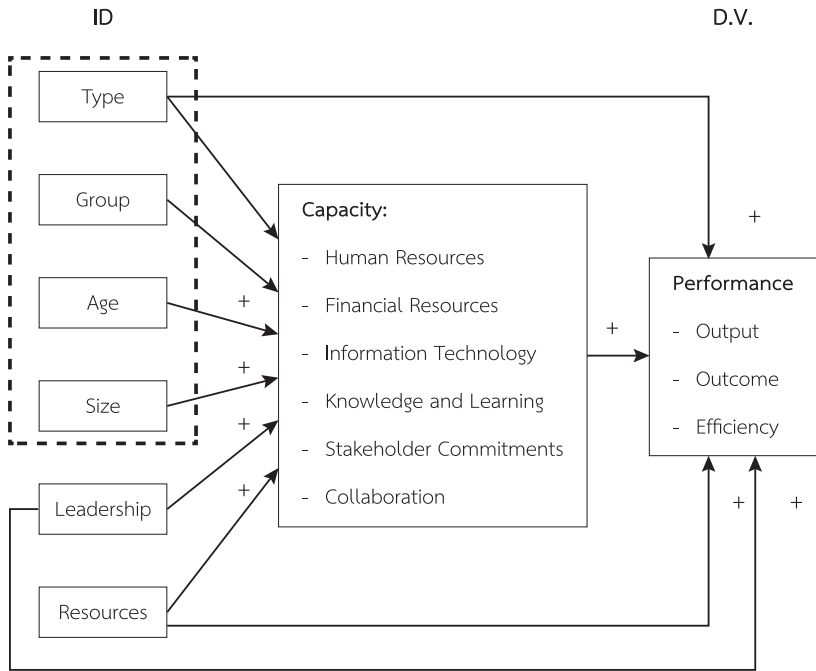 ID
D.V.
Type
Group
Age
Size
Leadership
Resources
+
+
+
+
Capacity:
- Human Resources
- Financial Resources
- Information Technology
- Knowledge and Learning
- Stakeholder Commitments
- Collaboration
+
+
Performance
- Output
- Outcome
- Efficiency
+
+